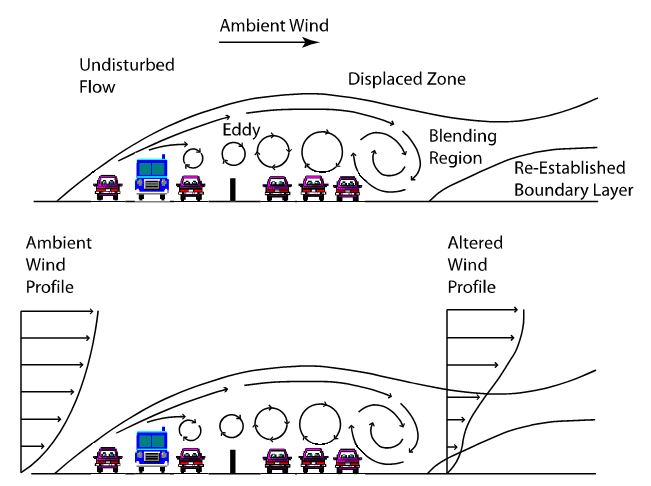 Ambient Wind
Undisturbed
Flow
Displaced Zone
Eddy
Blending
Region
Re-Established
Boundary Layer
Ambient
Wind
Profile
Altered
Wind
Profile